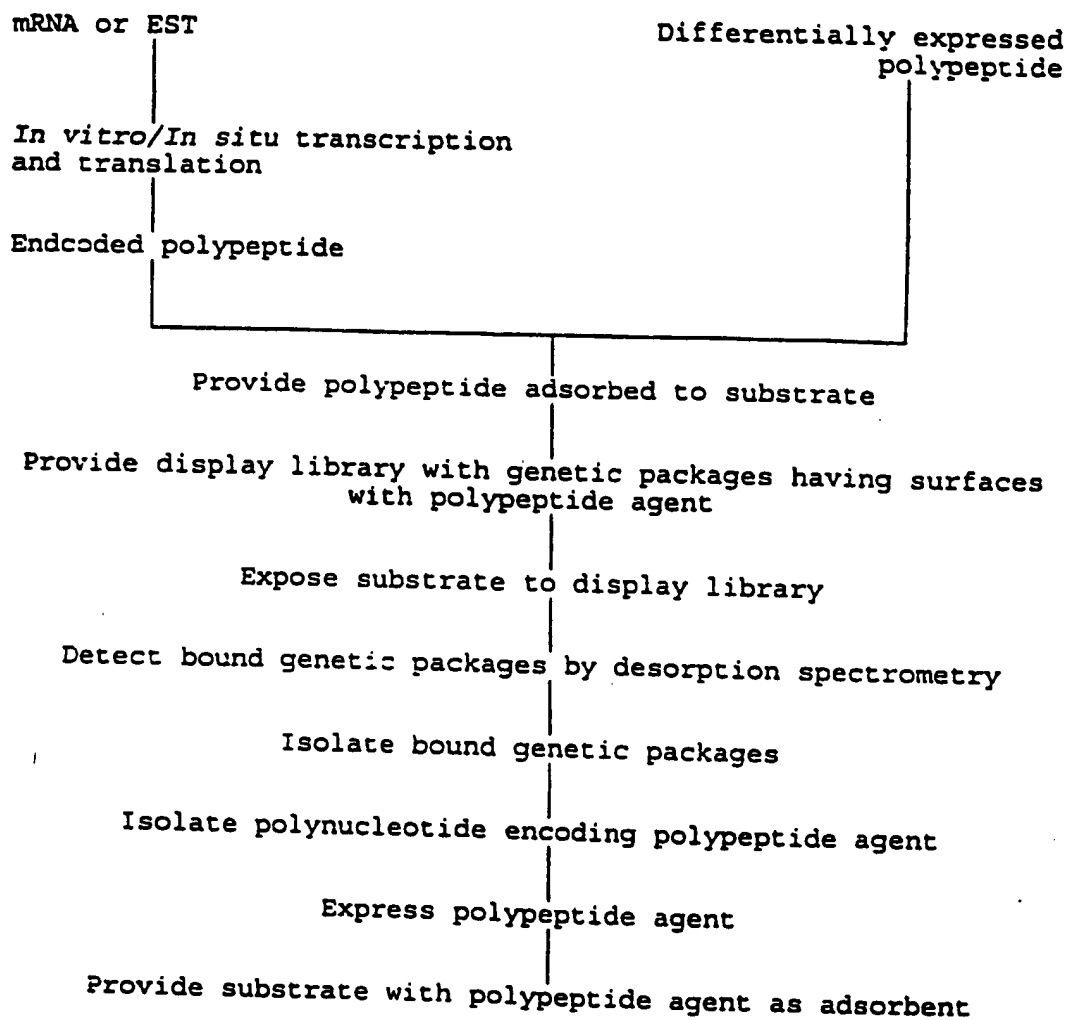 mRNA or EST
Differentially expressed
polypeptide
In vitro/In situ transcription
and translation
Endcoded polypeptide
Provide polypeptide adsorbed to substrate
Provide display library with genetic packages having surfaces
with polypeptide agent
Expose substrate to display library
Detect bound genetic packages by desorption spectrometry
Isolate bound genetic packages
Isolate polynucleotide encoding polypeptide agent
Express polypeptide agent
Provide substrate with polypeptide agent as adsorbent